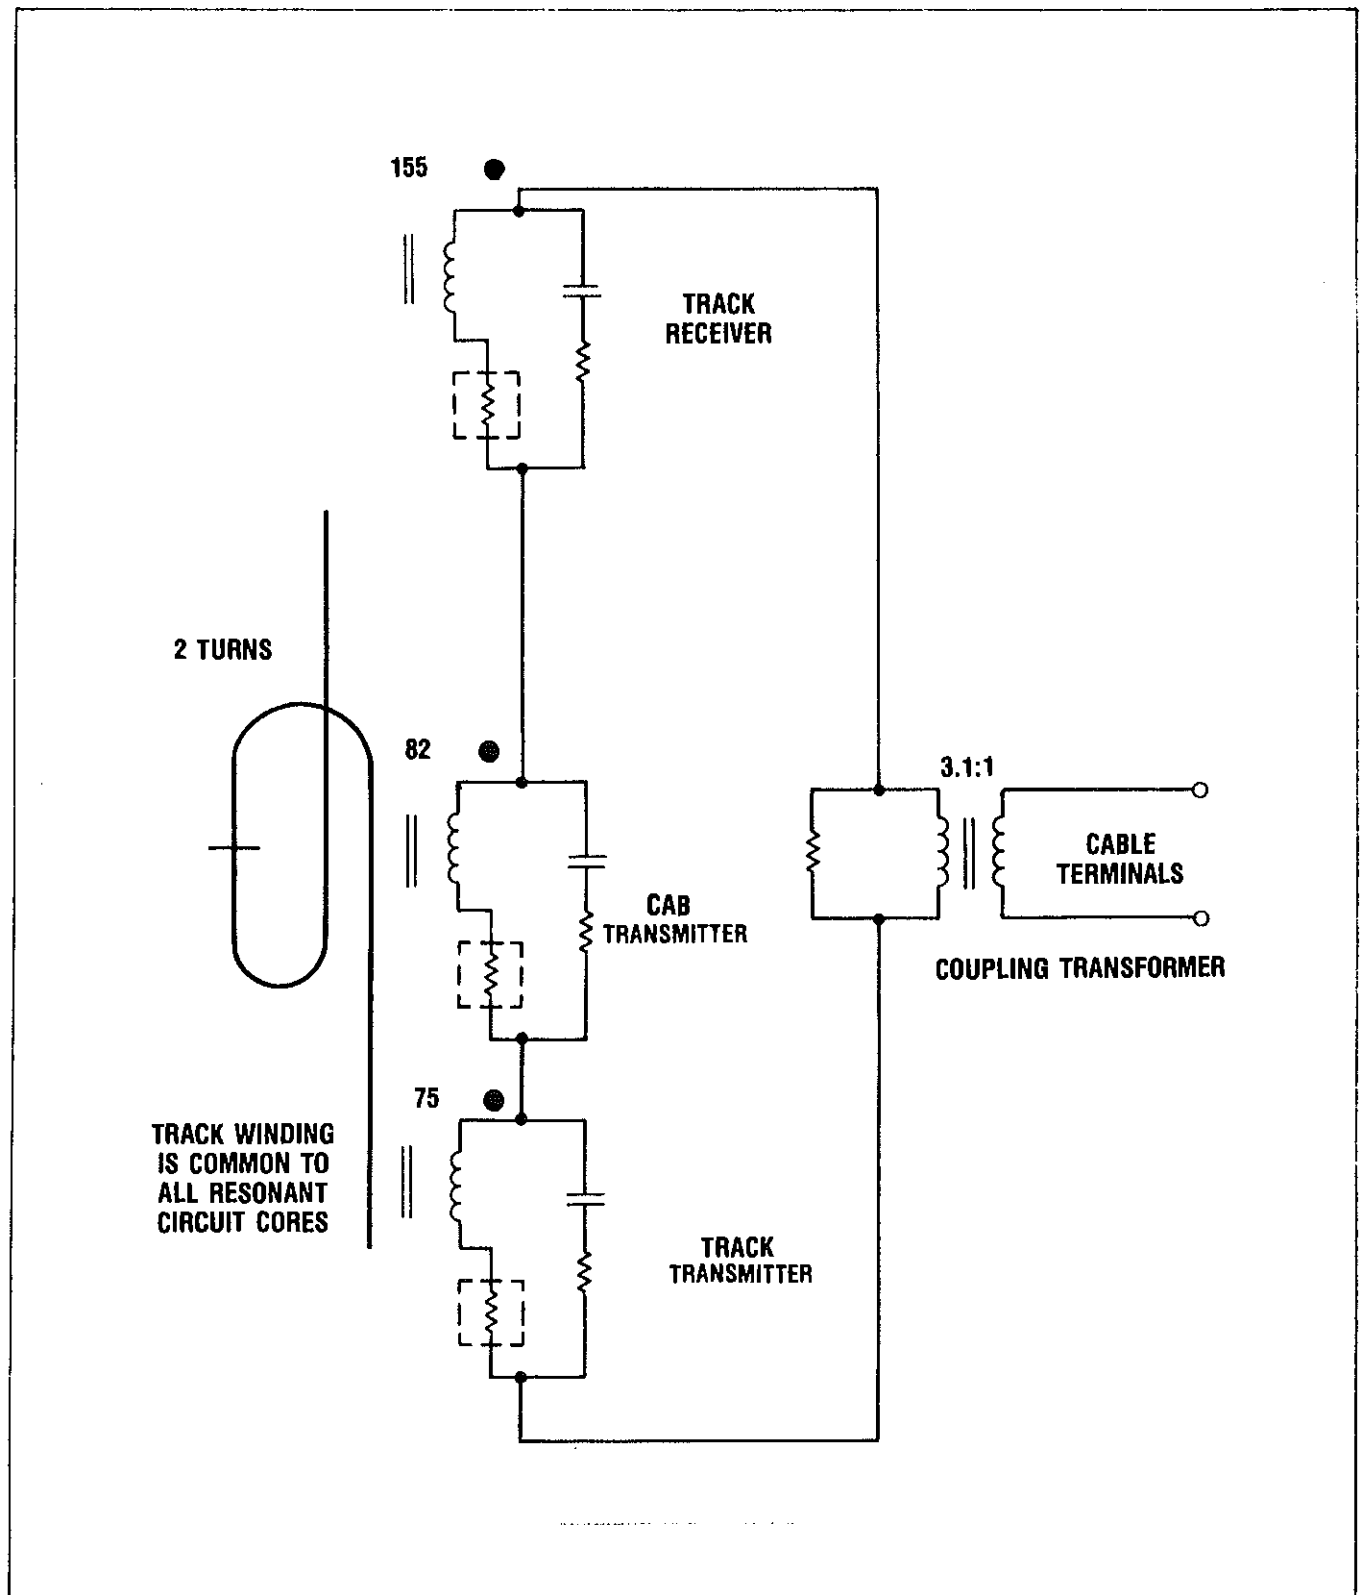 155
TRACK
RECEIVER
2 TURNS
82
3.1:1
CABLE
TERMINALS
CAB
TRANSMITTER
COUPLING TRANSFORMER
75
TRACK WINDING
IS COMMON TO
ALL RESONANT
CIRCUIT CORES
TRACK
TRANSMITTER